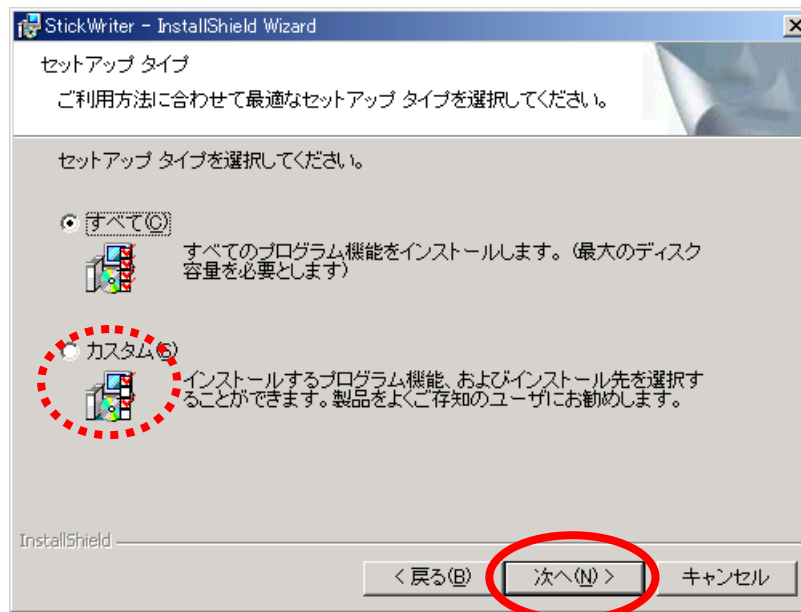 StickWriter - InstallShield Wizard
セットアップ タイプ
ご利用方法に合わせて最適なセットアップ タイプを選択してください。
セットアップ タイプを選択してください。
すべて(C)
すべてのプログラム機能をインストールします。(最大のディスク
容量を必要とします)
カスタム(S)
インストールするプログラム機能、およびインストール先を選択す
ることができます。製品をよくご存知のユーザにお勧めします。
InstallShield
< 戻る(B)
次へ(N) >
キャンセル